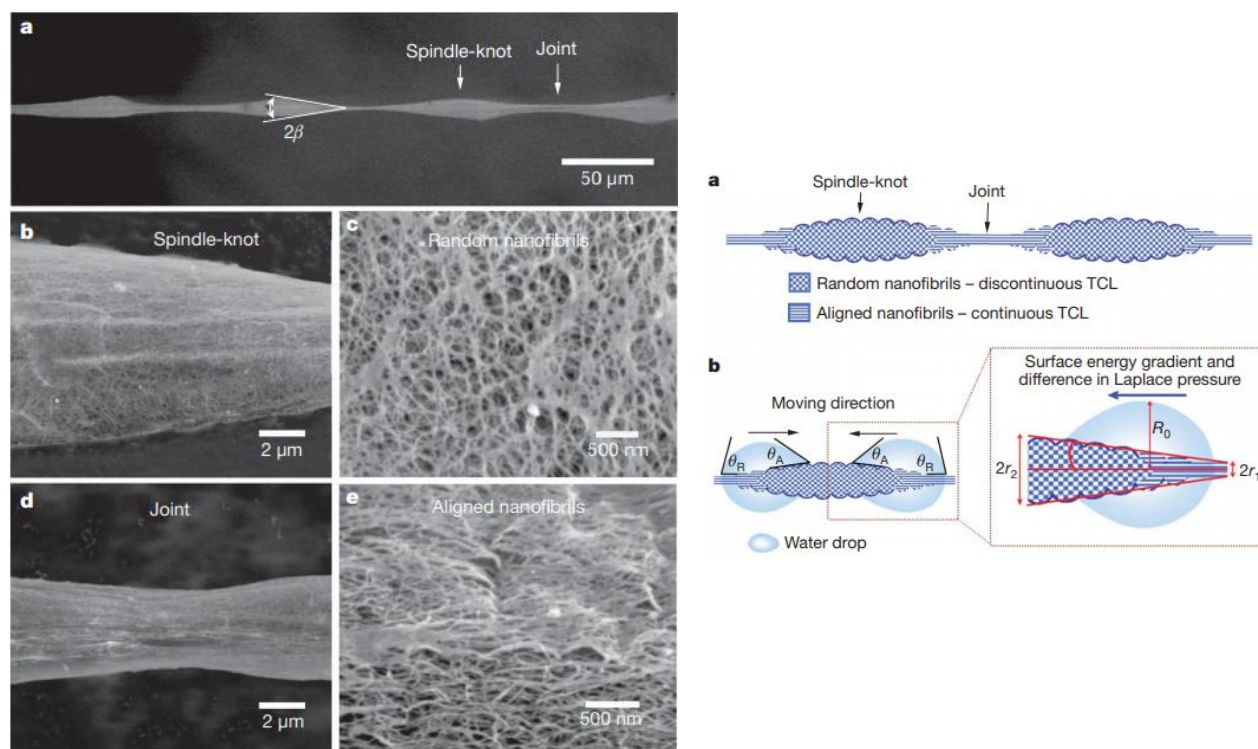 a
Spindle-knot
Joint
2β
50 μm
b
Spindle-knot
2 μm
c
Random nanofibrils
500 nm
d
Joint
2 μm
e
Aligned nanofibrils
500 nm
a
Spindle-knot
Joint
Random nanofibrils – discontinuous TCL
Aligned nanofibrils – continuous TCL
b
Moving direction
θR
θA
θA
θR
Water drop
Surface energy gradient and
difference in Laplace pressure
R0
2r2
2r1